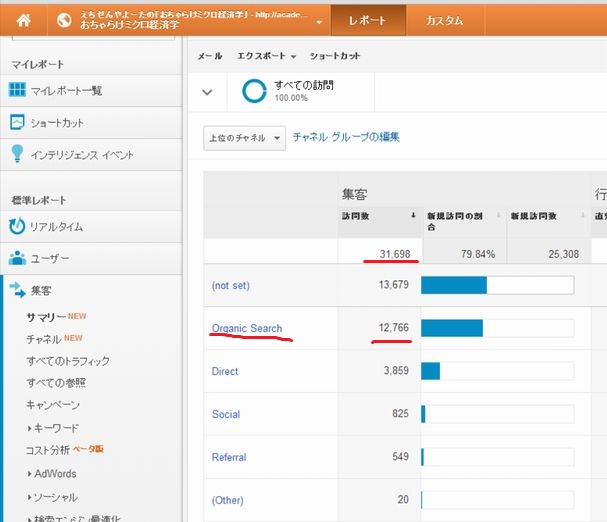 えちぜんやよーたの「おちゃらけミクロ経済学」 - http://acade...
おちゃらけミクロ経済学
レポート
カスタム
マイレポート
マイレポート一覧
ショートカット
インテリジェンス イベント
標準レポート
リアルタイム
ユーザー
集客
サマリー NEW
チャネル NEW
すべてのトラフィック
すべての参照
キャンペーン
キーワード
コスト分析 ベータ版
AdWords
ソーシャル
検索エンジン最適化
メール エクスポート ショートカット
すべての訪問
100.00%
上位のチャネル チャネル グループの編集
集客 行
訪問数 新規訪問の割合 新規訪問数 直
31,698 79.84% 25,308
(not set) 13,679
Organic Search 12,766
Direct 3,859
Social 825
Referral 549
(Other) 20